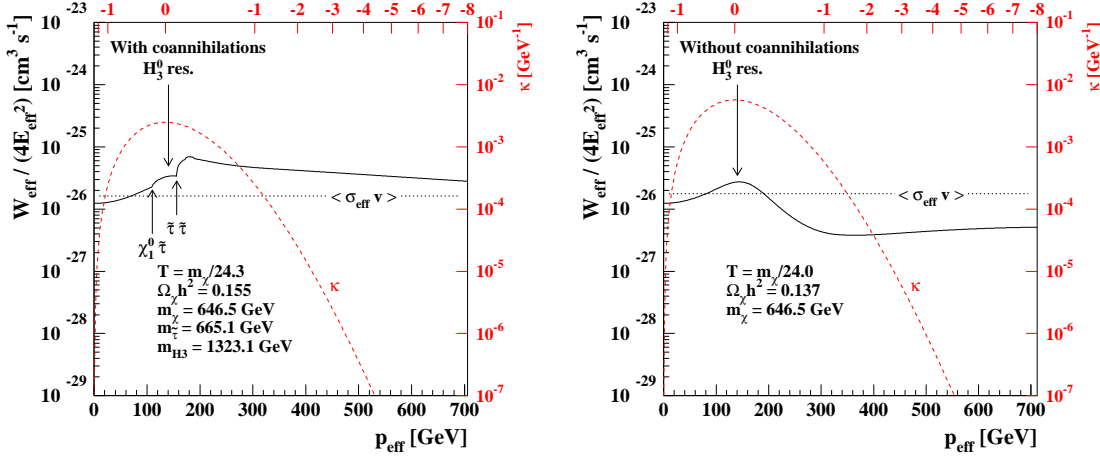 -1 0 -1 -2 -3 -4 -5 -6 -7 -8
10^-23
10^-24
10^-25
10^-26
10^-27
10^-28
10^-29
W_eff / (4E_eff^2) [cm^3 s^-1]
With coannihilations
H_3^0 res.
< σ_eff v >
χ_1^0 τ̃
τ̃ τ̃
T = m_χ/24.3
Ω_χ h^2 = 0.155
m_χ = 646.5 GeV
m_τ̃ = 665.1 GeV
m_H3 = 1323.1 GeV
κ
10^-1
10^-2
10^-3
10^-4
10^-5
10^-6
10^-7
κ [GeV^-1]
0 100 200 300 400 500 600 700
p_eff [GeV]
-1 0 -1 -2 -3 -4 -5 -6 -7 -8
10^-23
10^-24
10^-25
10^-26
10^-27
10^-28
10^-29
W_eff / (4E_eff^2) [cm^3 s^-1]
Without coannihilations
H_3^0 res.
< σ_eff v >
T = m_χ/24.0
Ω_χ h^2 = 0.137
m_χ = 646.5 GeV
κ
10^-1
10^-2
10^-3
10^-4
10^-5
10^-6
10^-7
κ [GeV^-1]
0 100 200 300 400 500 600 700
p_eff [GeV]